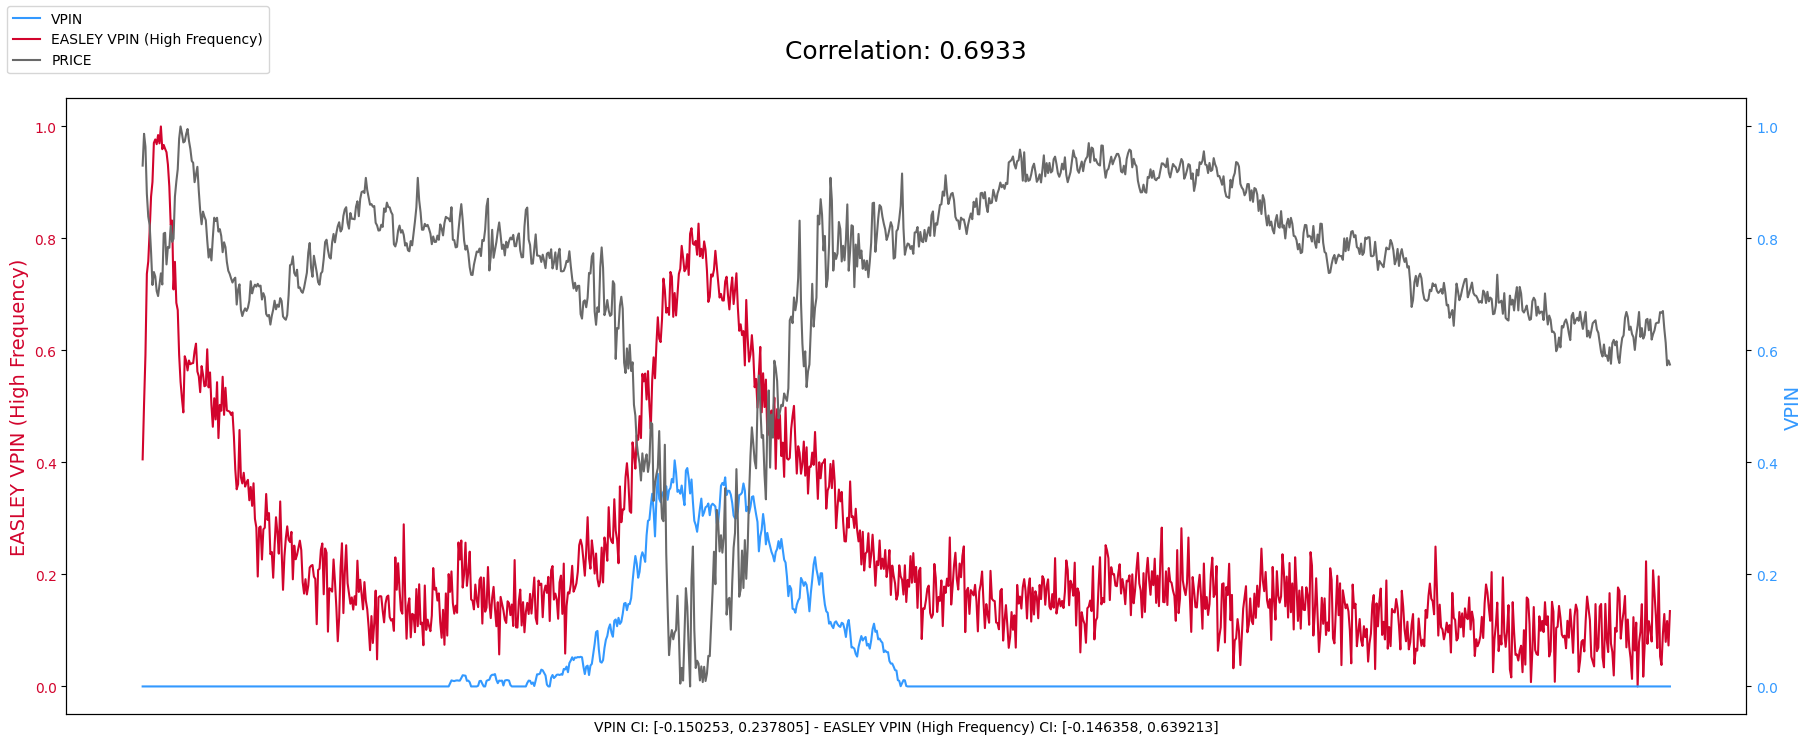 VPIN
EASLEY VPIN (High Frequency)
PRICE
Correlation: 0.6933
EASLEY VPIN (High Frequency)
1.0
0.8
0.6
0.4
0.2
0.0
1.0
0.8
0.6
0.4
0.2
0.0
VPIN
VPIN CI: [-0.150253, 0.237805] - EASLEY VPIN (High Frequency) CI: [-0.146358, 0.639213]